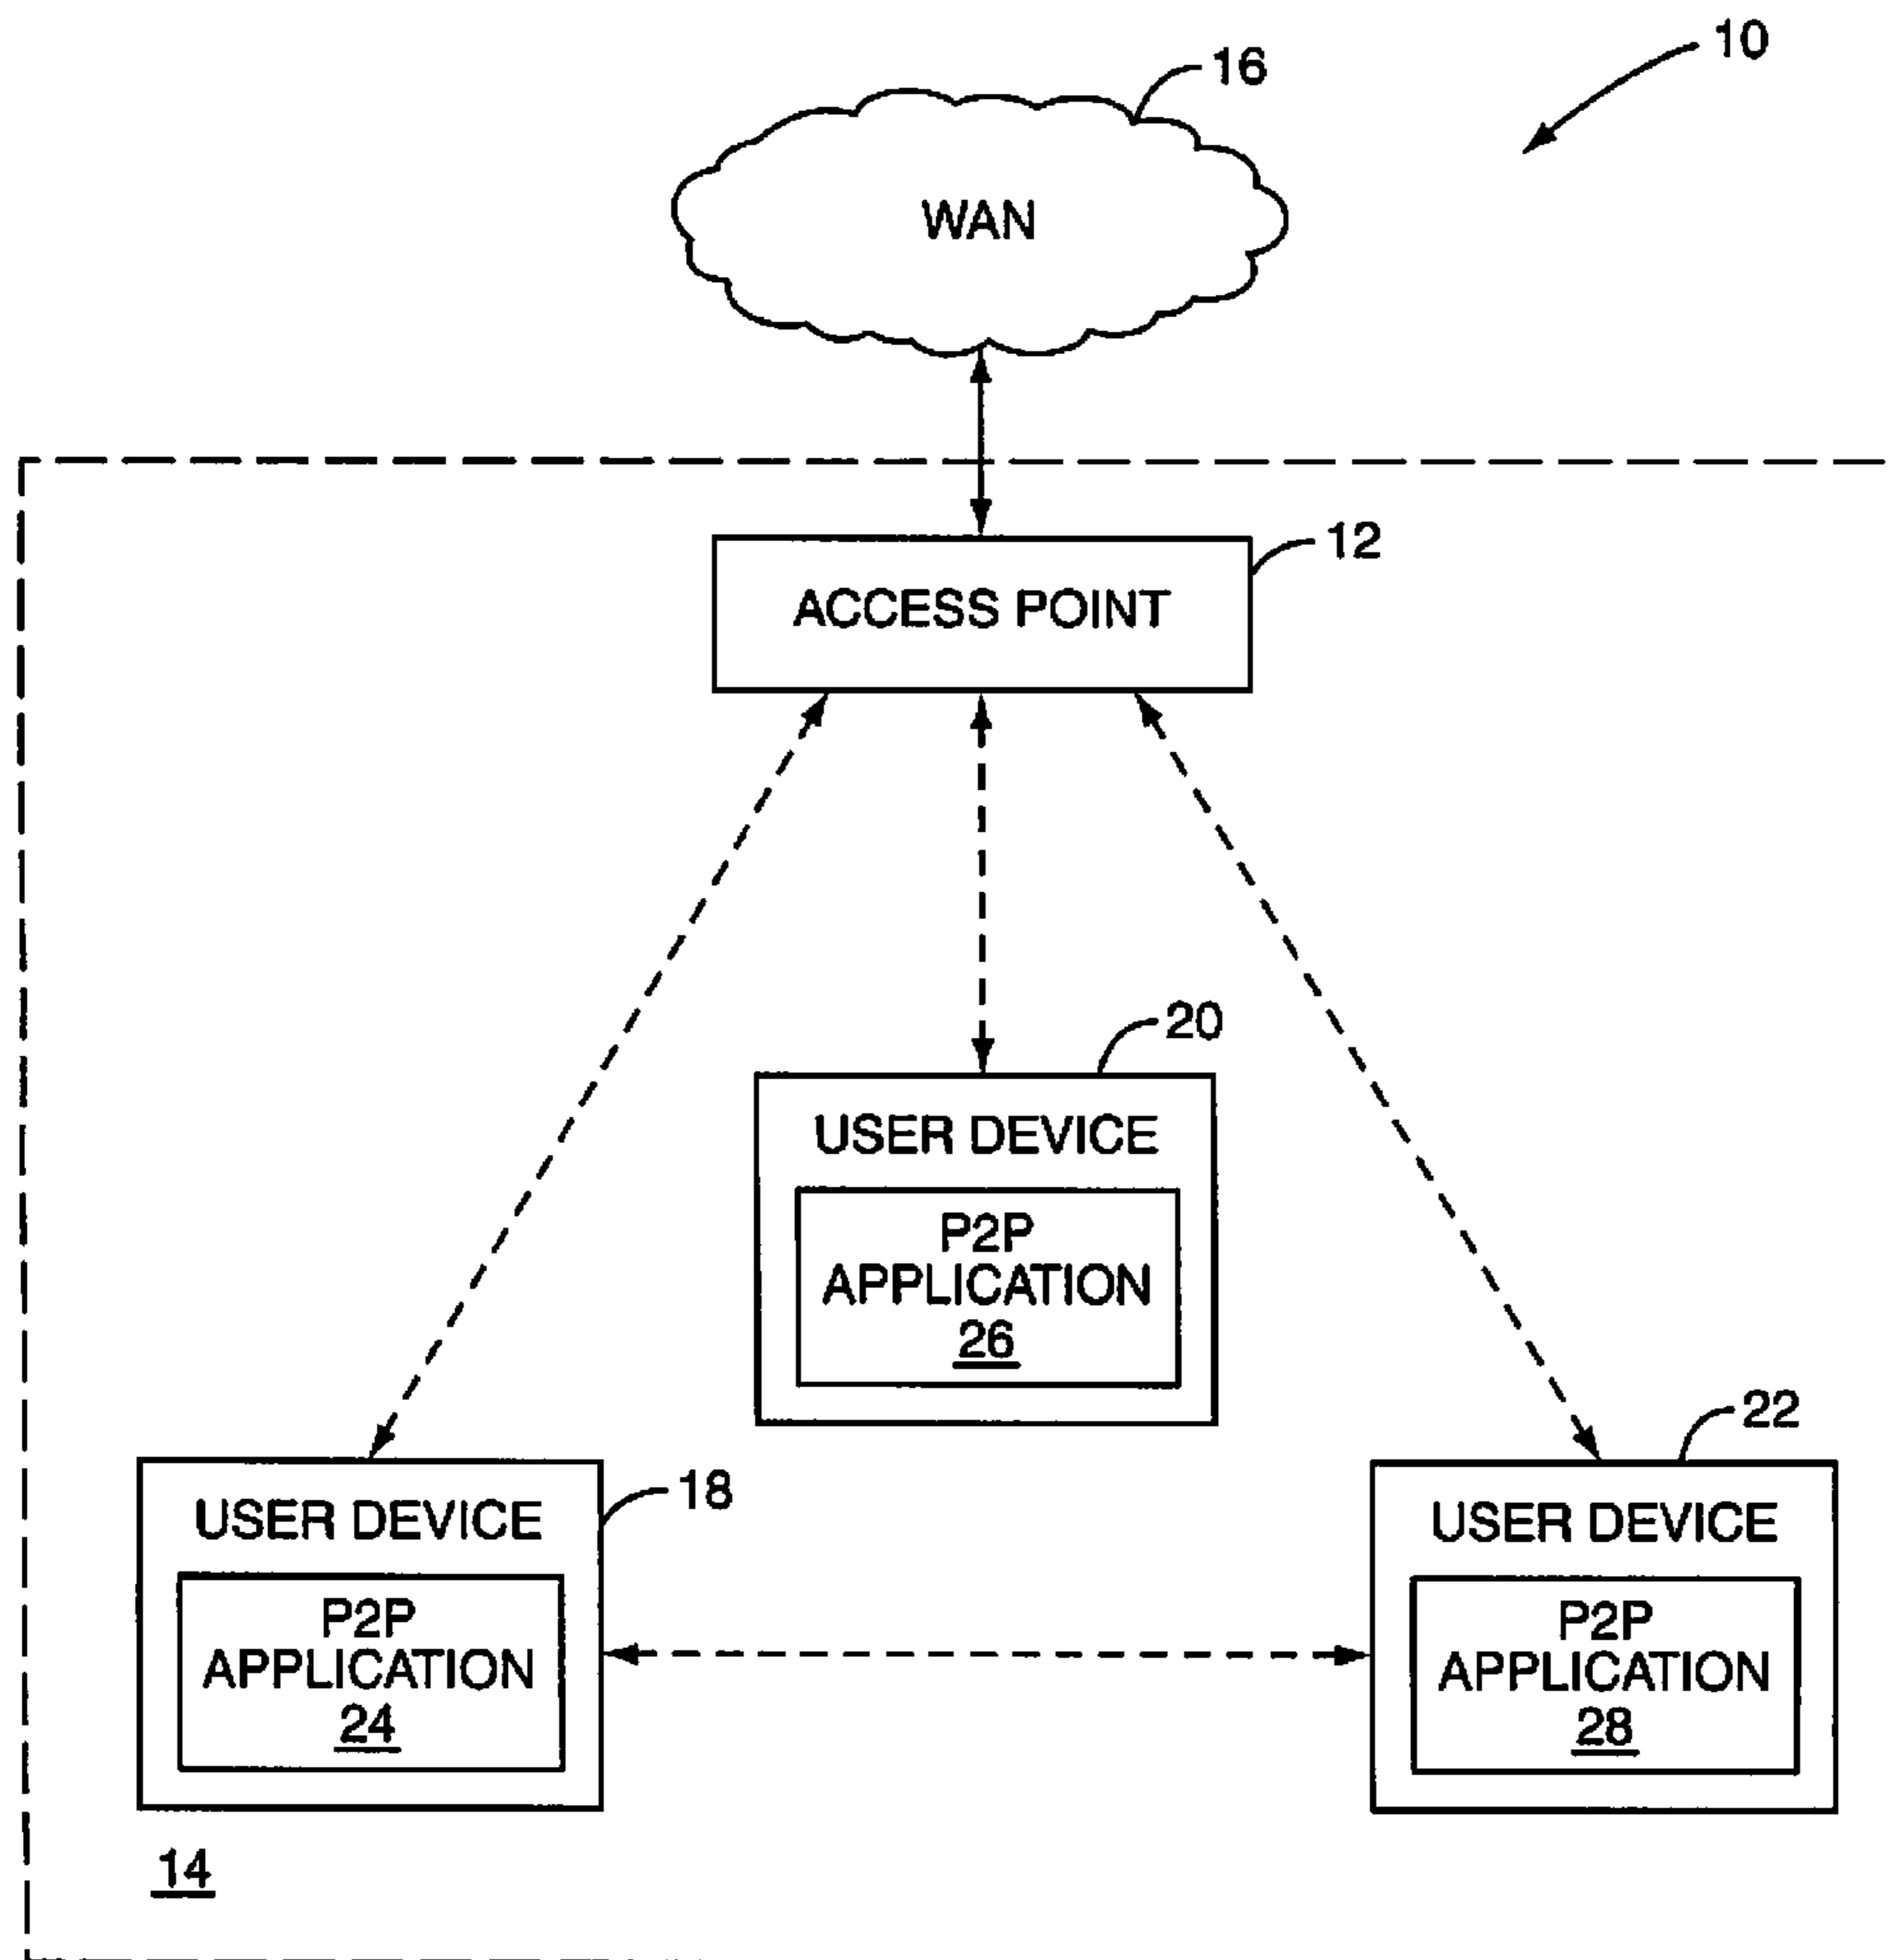 10
16
WAN
12
ACCESS POINT
20
USER DEVICE
P2P
APPLICATION
26
22
18
USER DEVICE
P2P
APPLICATION
24
USER DEVICE
P2P
APPLICATION
28
14